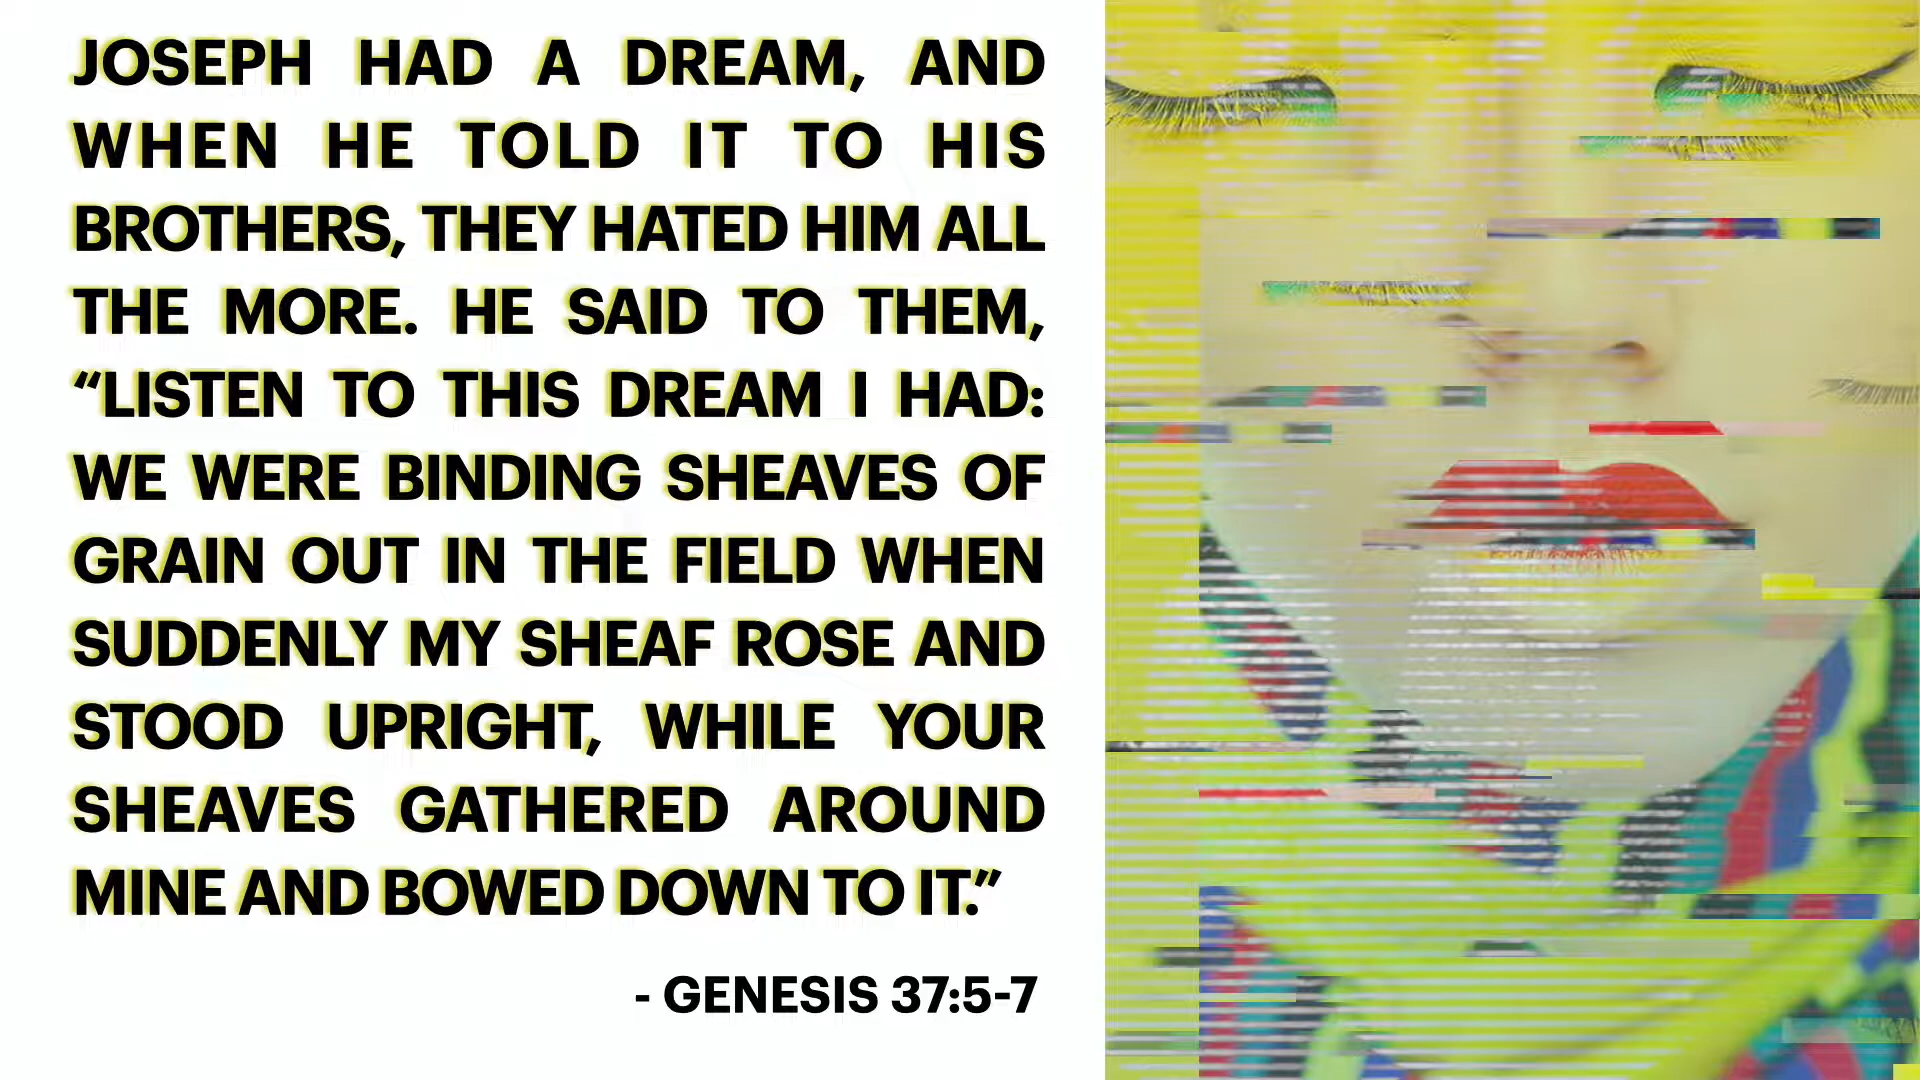 JOSEPH HAD A DREAM, AND
WHEN HE TOLD IT TO HIS
BROTHERS, THEY HATED HIM ALL
THE MORE. HE SAID TO THEM,
“LISTEN TO THIS DREAM I HAD:
WE WERE BINDING SHEAVES OF
GRAIN OUT IN THE FIELD WHEN
SUDDENLY MY SHEAF ROSE AND
STOOD UPRIGHT, WHILE YOUR
SHEAVES GATHERED AROUND
MINE AND BOWED DOWN TO IT.”
- GENESIS 37:5-7